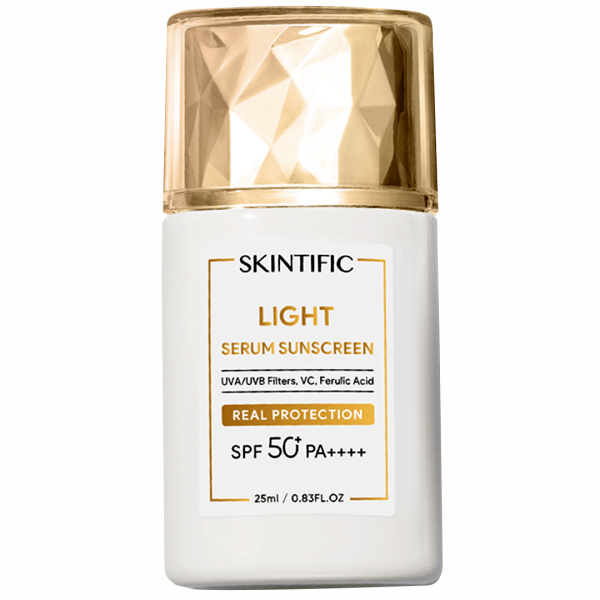 SKINTIFIC
LIGHT
SERUM SUNSCREEN
UVA/UVB Filters, VC, Ferulic Acid
REAL PROTECTION
SPF 50+ PA++++
25ml / 0.83FL.OZ